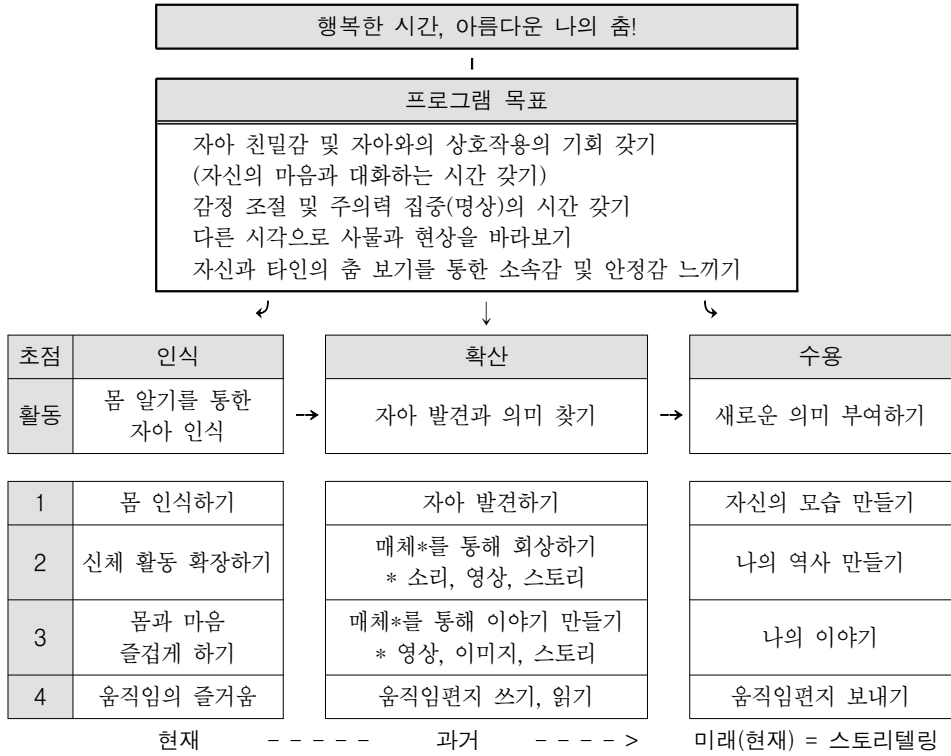 행복한 시간, 아름다운 나의 춤!
프로그램 목표
자아 친밀감 및 자아와의 상호작용의 기회 갖기
(자신의 마음과 대화하는 시간 갖기)
감정 조절 및 주의력 집중(명상)의 시간 갖기
다른 시각으로 사물과 현상을 바라보기
자신과 타인의 춤 보기를 통한 소속감 및 안정감 느끼기
초점 인식 확산 수용
활동 몸 알기를 통한 자아 발견과 의미 찾기 새로운 의미 부여하기
자아 인식
1 몸 인식하기 자아 발견하기 자신의 모습 만들기
2 신체 활동 확장하기 매체*를 통해 회상하기 나의 역사 만들기
* 소리, 영상, 스토리
3 몸과 마음 매체*를 통해 이야기 만들기 나의 이야기
즐겁게 하기 * 영상, 이미지, 스토리
4 움직임의 즐거움 움직임편지 쓰기, 읽기 움직임편지 보내기
현재 - - - - - 과거 - - - - > 미래(현재) = 스토리텔링